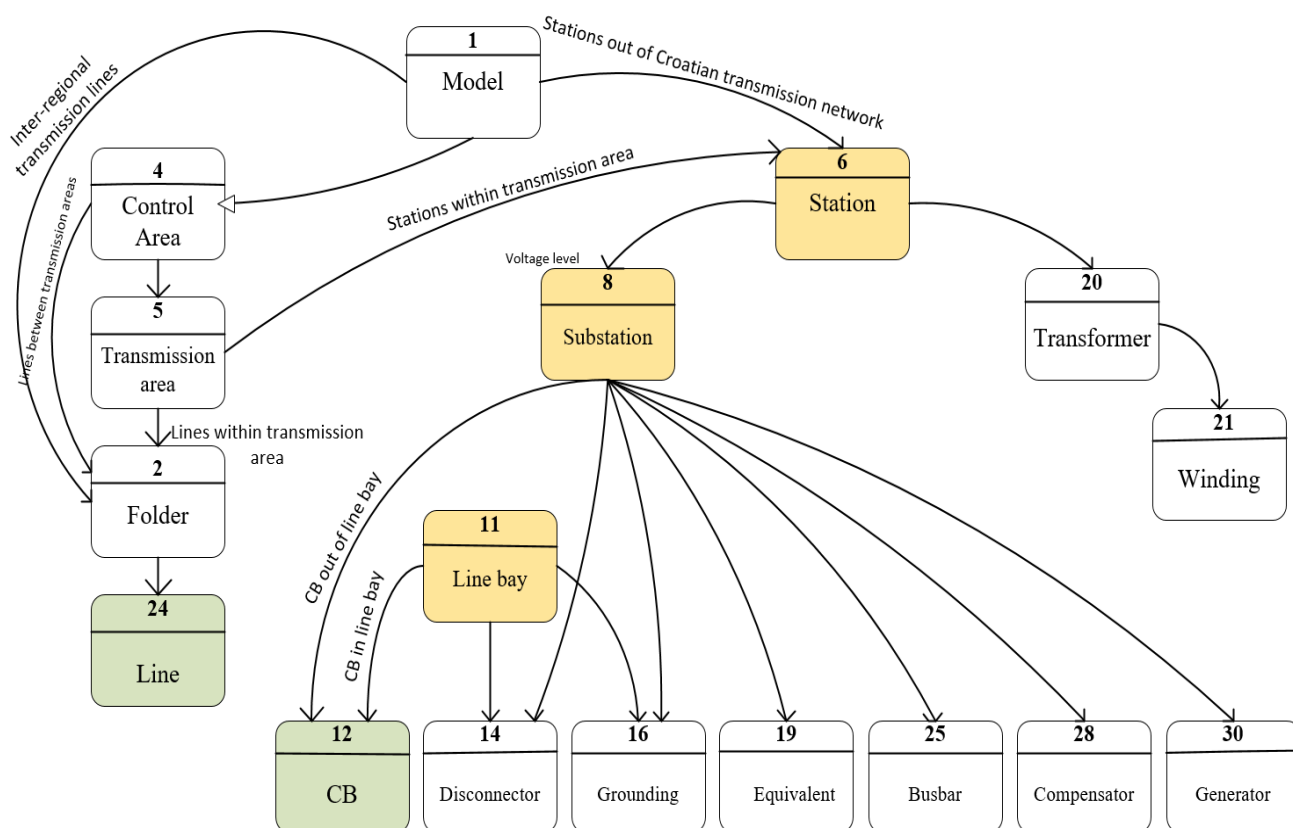 1
Model
Stations out of Croatian transmission network
Inter-regional
transmission lines
4
Control
Area
Lines between transmission areas
Stations within transmission area
6
Station
5
Transmission
area
Voltage level
8
Substation
20
Transformer
21
Winding
Lines within transmission
area
2
Folder
CB out of line bay
11
Line bay
CB in line bay
24
Line
12
CB
14
Disconnector
16
Grounding
19
Equivalent
25
Busbar
28
Compensator
30
Generator